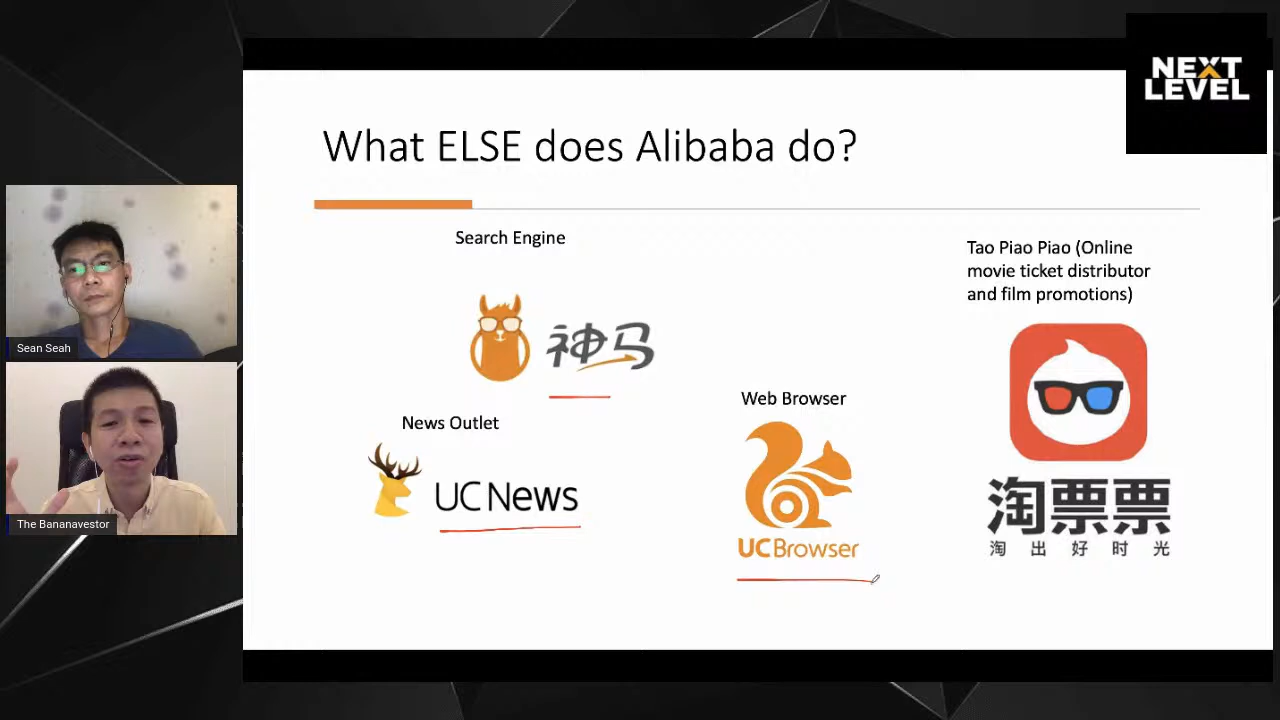 NEXT
LEVEL
What ELSE does Alibaba do?
Search Engine
神马
News Outlet
UC News
Web Browser
UC Browser
Tao Piao Piao (Online
movie ticket distributor
and film promotions)
淘票票
淘出好时光
Sean Seah
The Bananavestor